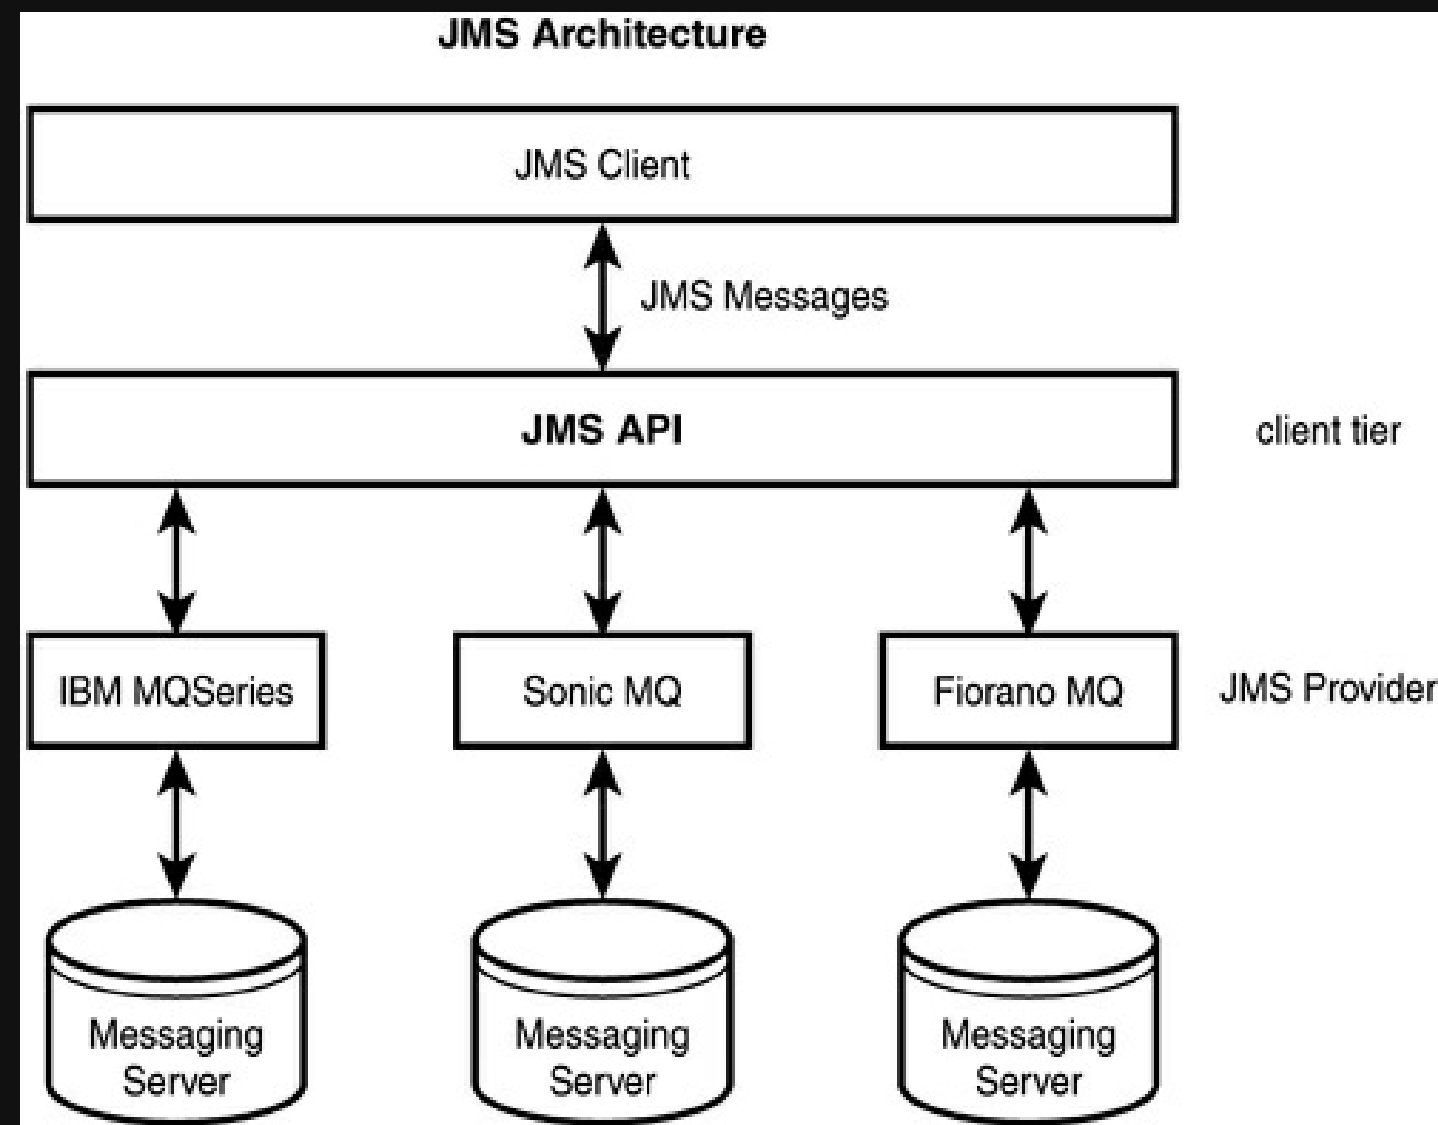 JMS Architecture
JMS Client
JMS Messages
JMS API
client tier
IBM MQSeries
Sonic MQ
Fiorano MQ
JMS Provider
Messaging
Server
Messaging
Server
Messaging
Server